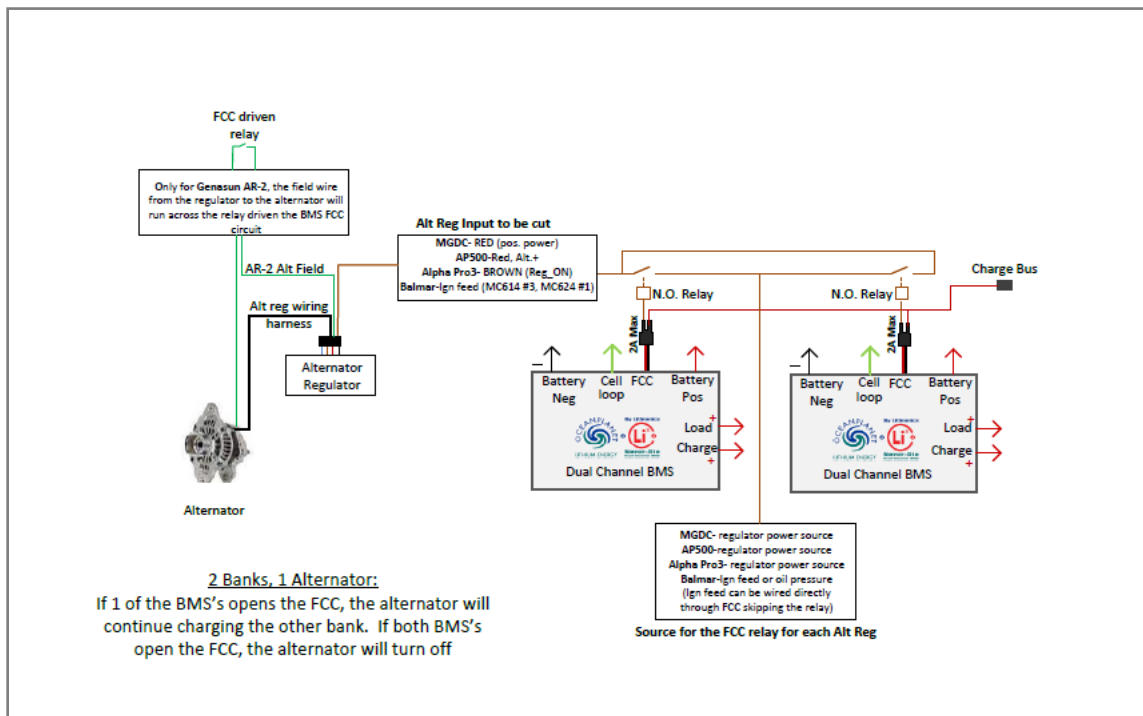 FCC driven
relay
Only for Genasun AR-2, the field wire
from the regulator to the alternator will
run across the relay driven the BMS FCC
circuit
AR-2 Alt Field
Alt reg wiring
harness
Alternator
Regulator
Alternator
Alt Reg Input to be cut
MGDC- RED (pos. power)
AP500-Red, Alt.+
Alpha Pro3- BROWN (Reg_ON)
Balmar-Ign feed (MC614 #3, MC624 #1)
N.O. Relay
N.O. Relay
Charge Bus
2A Max
2A Max
Battery
Neg
Cell
loop
FCC
Battery
Pos
Load
Charge
OCEANPLANET
LITHIUM ENERGY
Li
Dual Channel BMS
Battery
Neg
Cell
loop
FCC
Battery
Pos
Load
Charge
OCEANPLANET
LITHIUM ENERGY
Li
Dual Channel BMS
MGDC- regulator power source
AP500-regulator power source
Alpha Pro3- regulator power source
Balmar-Ign feed or oil pressure
(Ign feed can be wired directly
through FCC skipping the relay)
Source for the FCC relay for each Alt Reg
2 Banks, 1 Alternator:
If 1 of the BMS's opens the FCC, the alternator will
continue charging the other bank.  If both BMS's
open the FCC, the alternator will turn off